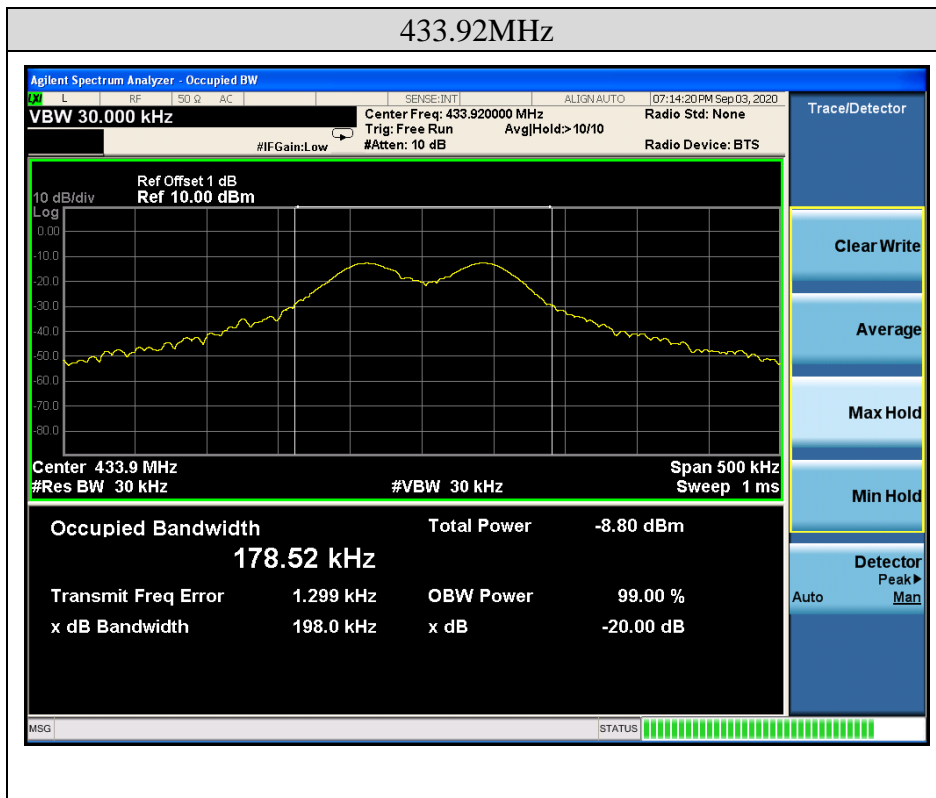 433.92MHz
Agilent Spectrum Analyzer - Occupied BW
LXI L RF 50 Ω AC SENSE:INT ALIGN AUTO 07:14:20 PM Sep 03, 2020
VBW 30.000 kHz Center Freq: 433.920000 MHz Radio Std: None
Trig: Free Run Avg|Hold:>10/10
#IFGain:Low #Atten: 10 dB Radio Device: BTS
Trace/Detector
Ref Offset 1 dB
10 dB/div Ref 10.00 dBm
Log
0.00
-10.0
-20.0
-30.0
-40.0
-50.0
-60.0
-70.0
-80.0
Center 433.9 MHz Span 500 kHz
#Res BW 30 kHz #VBW 30 kHz Sweep 1 ms
Occupied Bandwidth Total Power -8.80 dBm
178.52 kHz
Transmit Freq Error 1.299 kHz OBW Power 99.00 %
x dB Bandwidth 198.0 kHz x dB -20.00 dB
Clear Write
Average
Max Hold
Min Hold
Detector
Peak▶
Auto Man
MSG STATUS